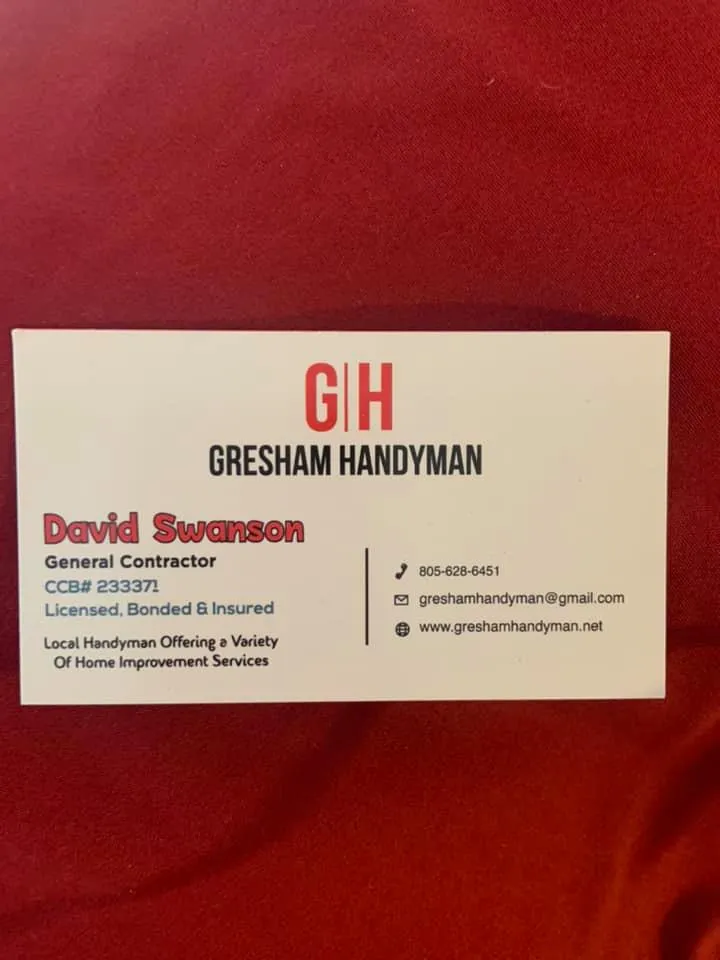 G|H
GRESHAM HANDYMAN
David Swanson
General Contractor
CCB# 233371
Licensed, Bonded & Insured
Local Handyman Offering a Variety
Of Home Improvement Services
805-628-6451
greshamhandyman@gmail.com
www.greshamhandyman.net